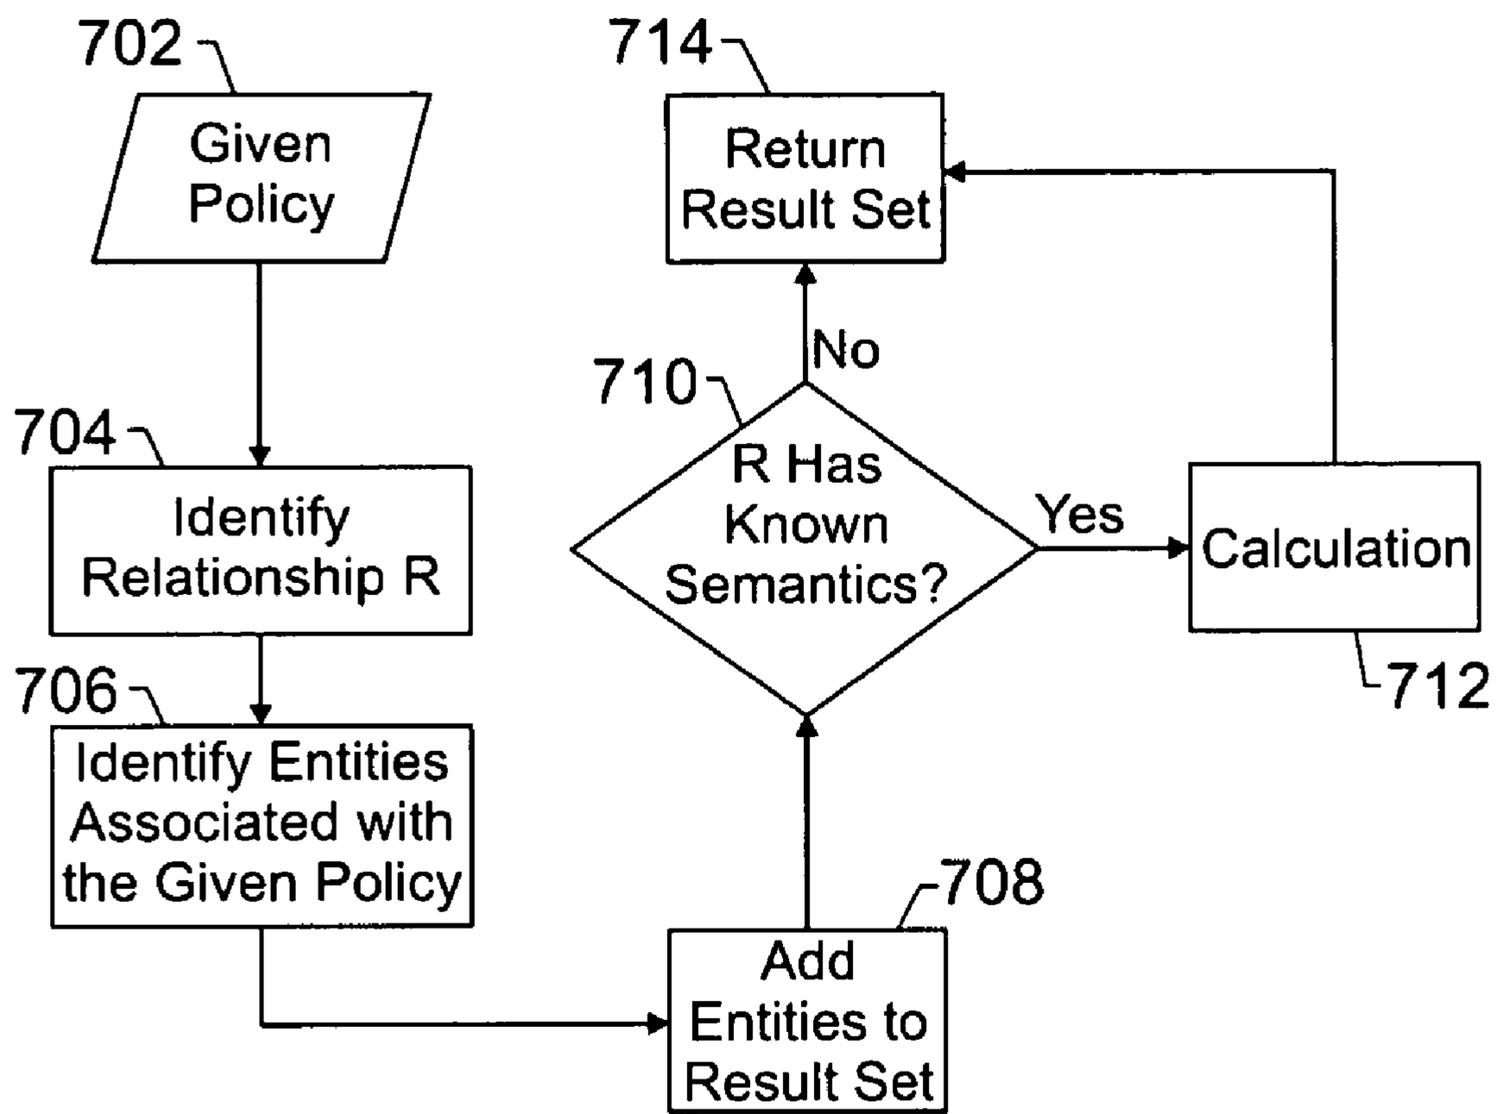 702
Given
Policy
704
Identify
Relationship R
706
Identify Entities
Associated with
the Given Policy
708
Add
Entities to
Result Set
710
R Has
Known
Semantics?
No
Yes
Calculation
712
714
Return
Result Set